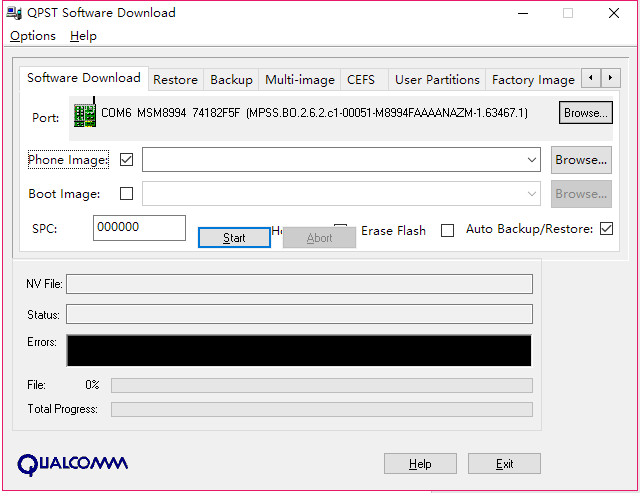 QPST Software Download
Options Help
Software Download Restore Backup Multi-image CEFS User Partitions Factory Image
Port: COM6 MSM8994 74182F5F (MPSS.BO.2.6.2.c1-00051-M8994FAAAANAZM-1.63467.1) Browse...
Phone Image: Browse...
Boot Image: Browse...
SPC: 000000 Start Abort Erase Flash Auto Backup/Restore:
NV File:
Status:
Errors:
File: 0%
Total Progress:
QUALCOMM Help Exit